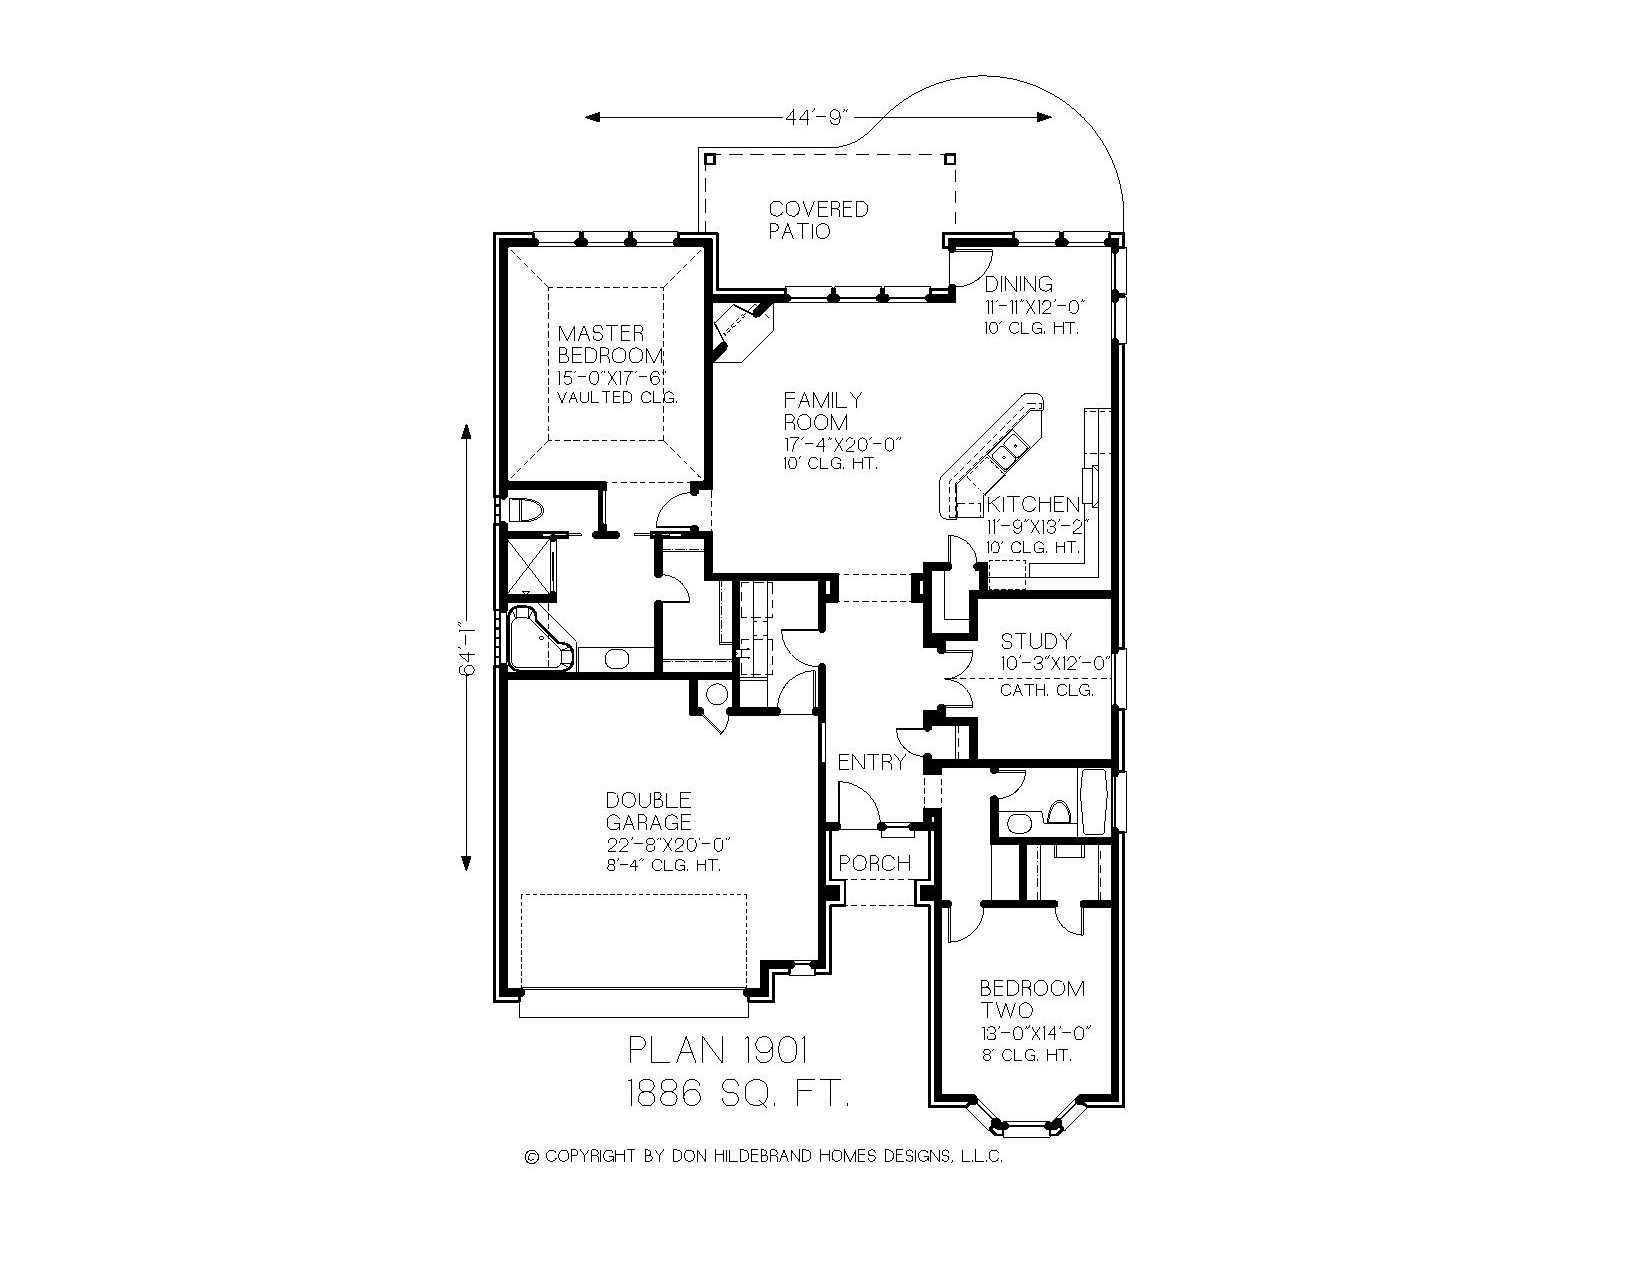 44'-9"
COVERED
PATIO
DINING
11'-11"X12'-0"
10' CLG. HT.
MASTER
BEDROOM
15'-0"X17'-6"
VAULTED CLG.
FAMILY
ROOM
17'-4"X20'-0"
10' CLG. HT.
KITCHEN
11'-9"X13'-2"
10' CLG. HT.
64'-1"
STUDY
10'-3"X12'-0"
CATH. CLG.
ENTRY
DOUBLE
GARAGE
22'-8"X20'-0"
8'-4" CLG. HT.
PORCH
BEDROOM
TWO
13'-0"X14'-0"
8' CLG. HT.
PLAN 1901
1886 SQ. FT.
© COPYRIGHT BY DON HILDEBRAND HOMES DESIGNS, L.L.C.